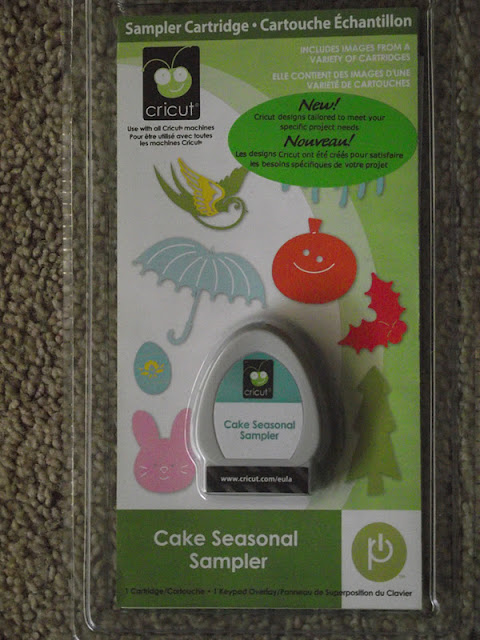 Sampler Cartridge • Cartouche Échantillon
INCLUDES IMAGES FROM A
VARIETY OF CARTRIDGES
ELLE CONTIENT DES IMAGES D'UNE
VARIÉTÉ DE CARTOUCHES
cricut®
Use with all Cricut® machines
Pour être utilisé avec toutes
les machines Cricut®
New!
Cricut designs tailored to meet your
specific project needs
Nouveau!
Les designs Cricut ont été créés pour satisfaire
les besoins spécifiques de votre projet
cricut
Cake Seasonal
Sampler
www.cricut.com/eula
Cake Seasonal
Sampler
1 Cartridge/Cartouche • 1 Keypad Overlay/Panneau de Superposition du Clavier